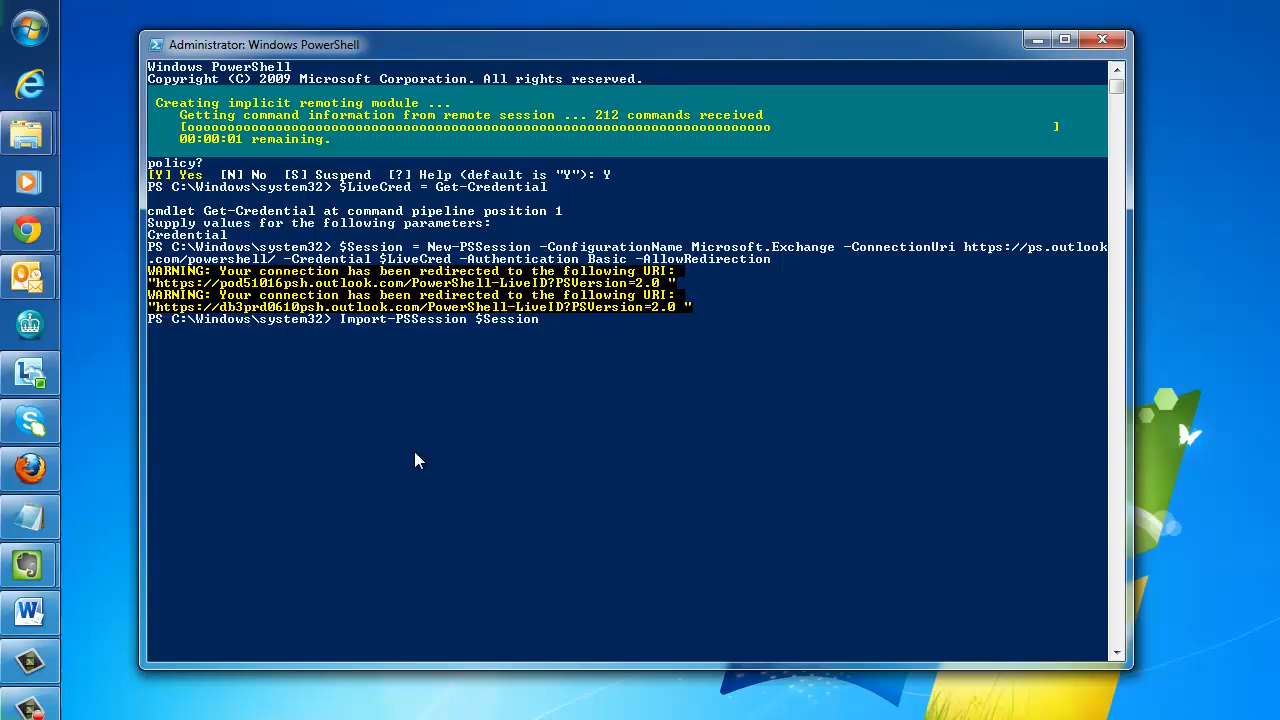 Administrator: Windows PowerShell
Windows PowerShell
Copyright (C) 2009 Microsoft Corporation. All rights reserved.
Creating implicit remoting module ...
Getting command information from remote session ... 212 commands received
[oooooooooooooooooooooooooooooooooooooooooooooooooooooooooooooooooooooooooo ]
00:00:01 remaining.
policy?
[Y] Yes  [N] No  [S] Suspend  [?] Help (default is "Y"): Y
PS C:\Windows\system32> $LiveCred = Get-Credential
cmdlet Get-Credential at command pipeline position 1
Supply values for the following parameters:
Credential
PS C:\Windows\system32> $Session = New-PSSession -ConfigurationName Microsoft.Exchange -ConnectionUri https://ps.outlook
.com/powershell/ -Credential $LiveCred -Authentication Basic -AllowRedirection
WARNING: Your connection has been redirected to the following URI:
"https://pod51016psh.outlook.com/PowerShell-LiveID?PSVersion=2.0 "
WARNING: Your connection has been redirected to the following URI:
"https://db3prd0610psh.outlook.com/PowerShell-LiveID?PSVersion=2.0 "
PS C:\Windows\system32> Import-PSSession $Session